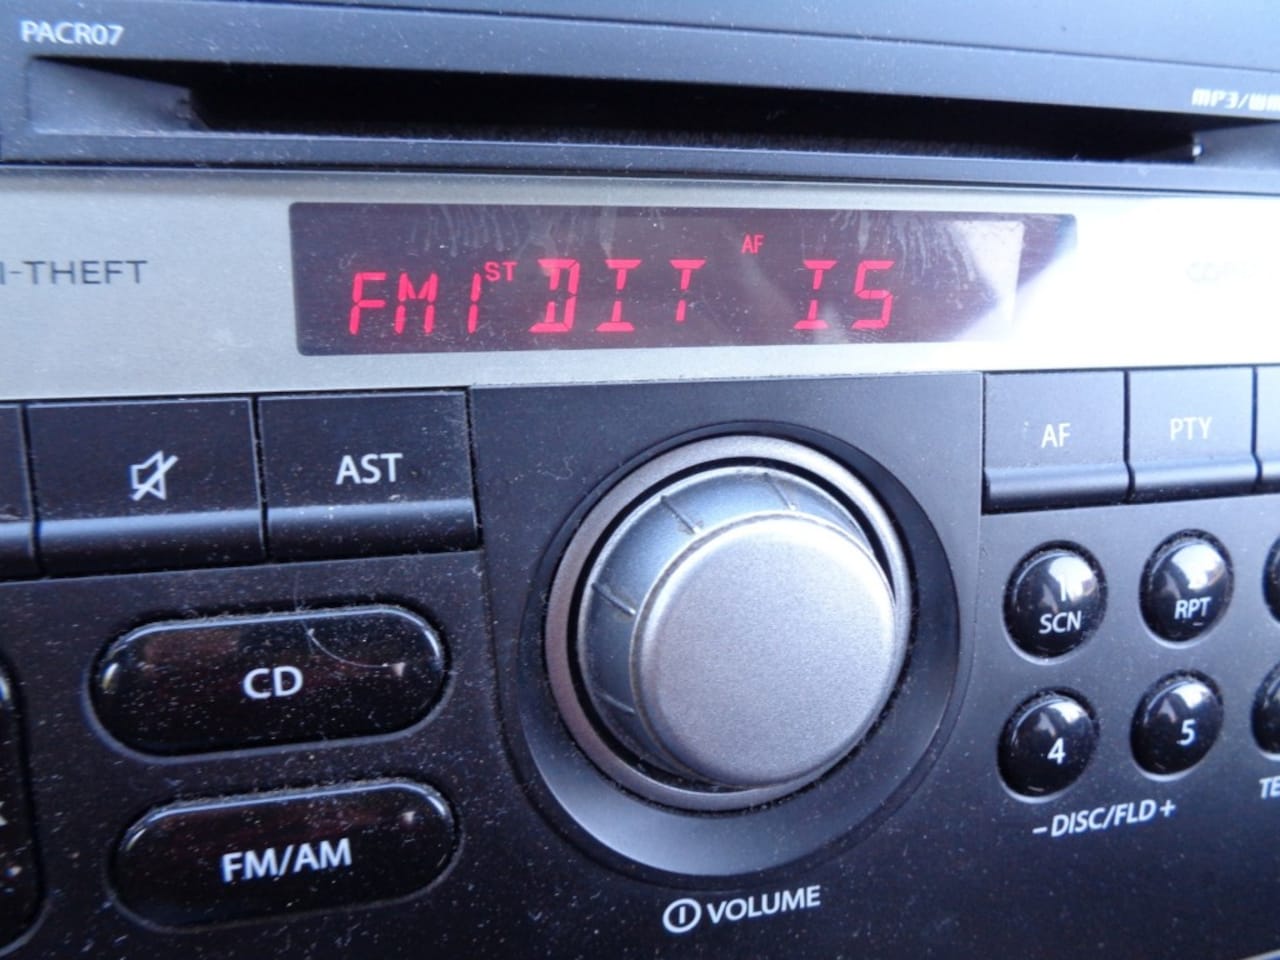 PACR07
MP3/WM
I-THEFT
AF
FM1 ST DIT IS
AST
AF
PTY
1
SCN
RPT
CD
4
5
- DISC/FLD +
TE
FM/AM
VOLUME